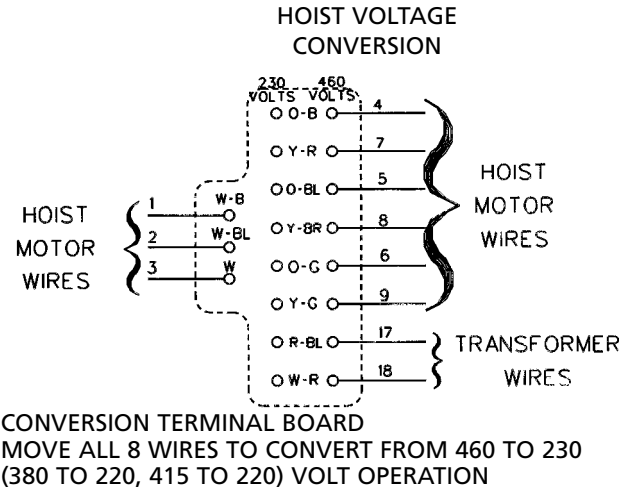 HOIST VOLTAGE
CONVERSION
230 VOLTS
460 VOLTS
O-B 4
Y-R 7
O-BL 5
Y-BR 8
O-G 6
Y-G 9
R-BL 17
W-R 18
HOIST
MOTOR
WIRES
1 W-B
2 W-BL
3 W
HOIST
MOTOR
WIRES
TRANSFORMER
WIRES
CONVERSION TERMINAL BOARD
MOVE ALL 8 WIRES TO CONVERT FROM 460 TO 230
(380 TO 220, 415 TO 220) VOLT OPERATION